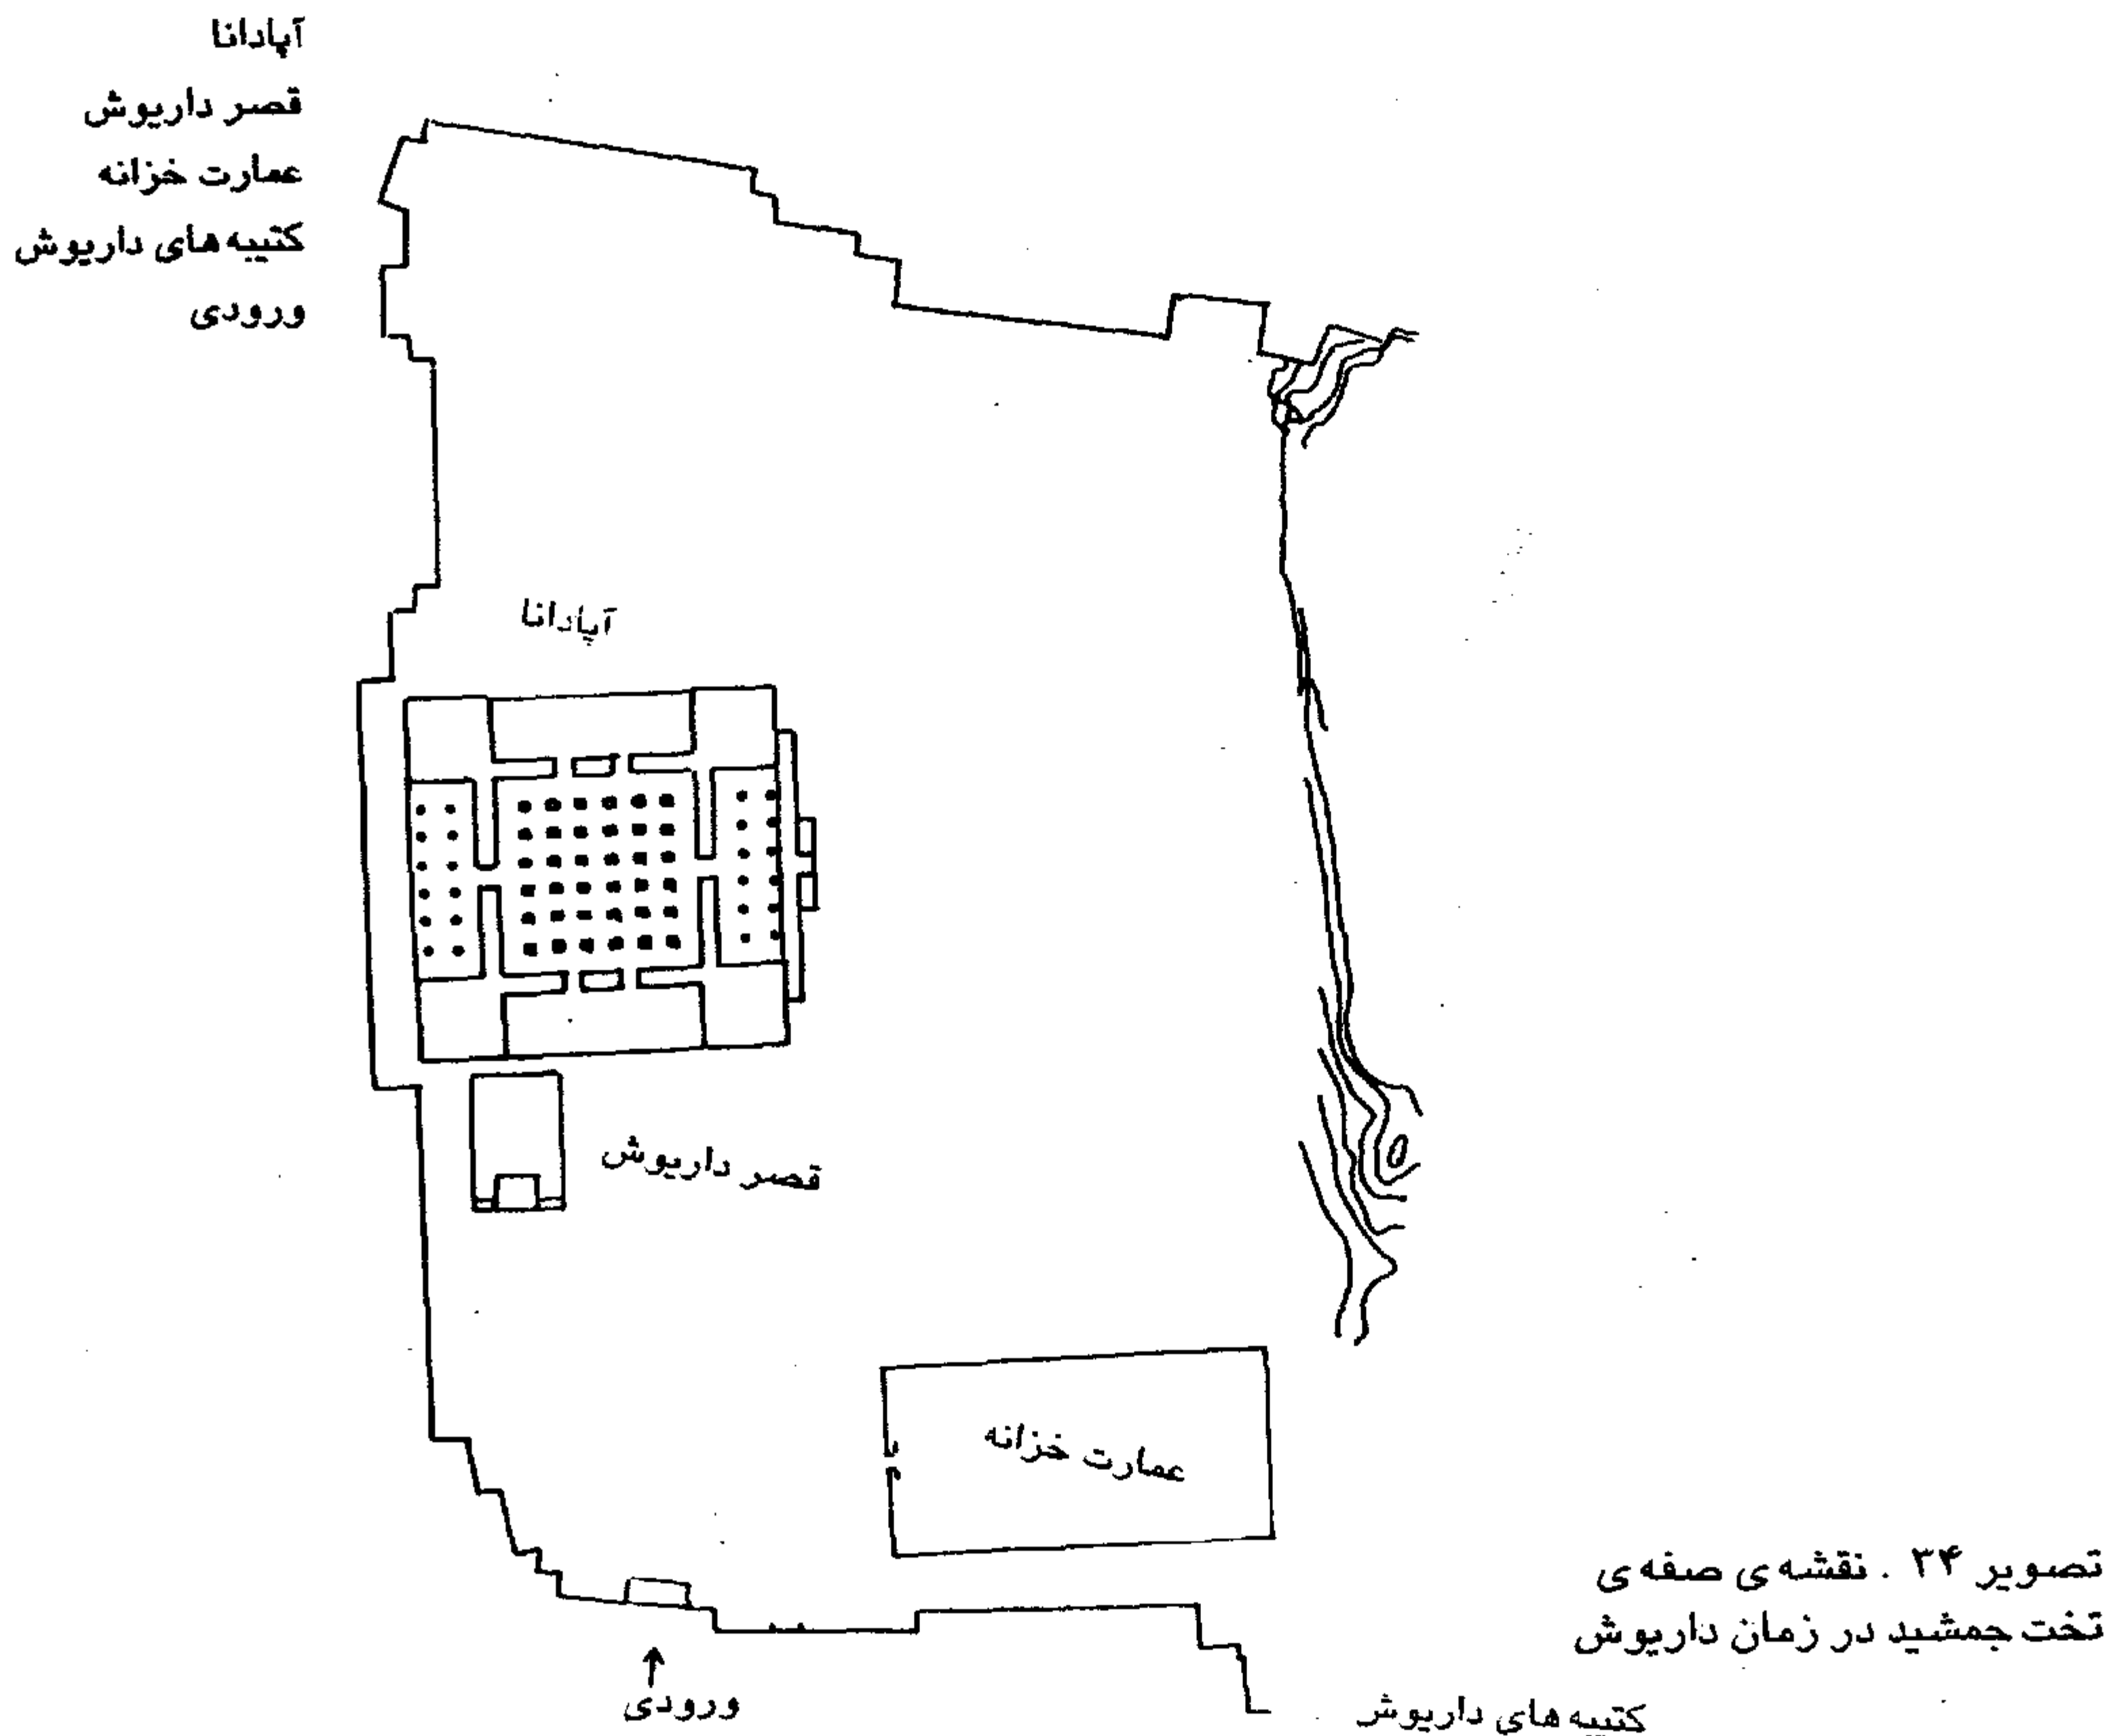 آپادانا
قصر داریوش
عمارت خزانه
کتیبه های داریوش
ورودی
آپادانا
قصر داریوش
عمارت خزانه
تصویر ۳۴ . نقشه ی صفه ی
تخت جمشید در زمان داریوش
ورودی
کتیبه های داریوش